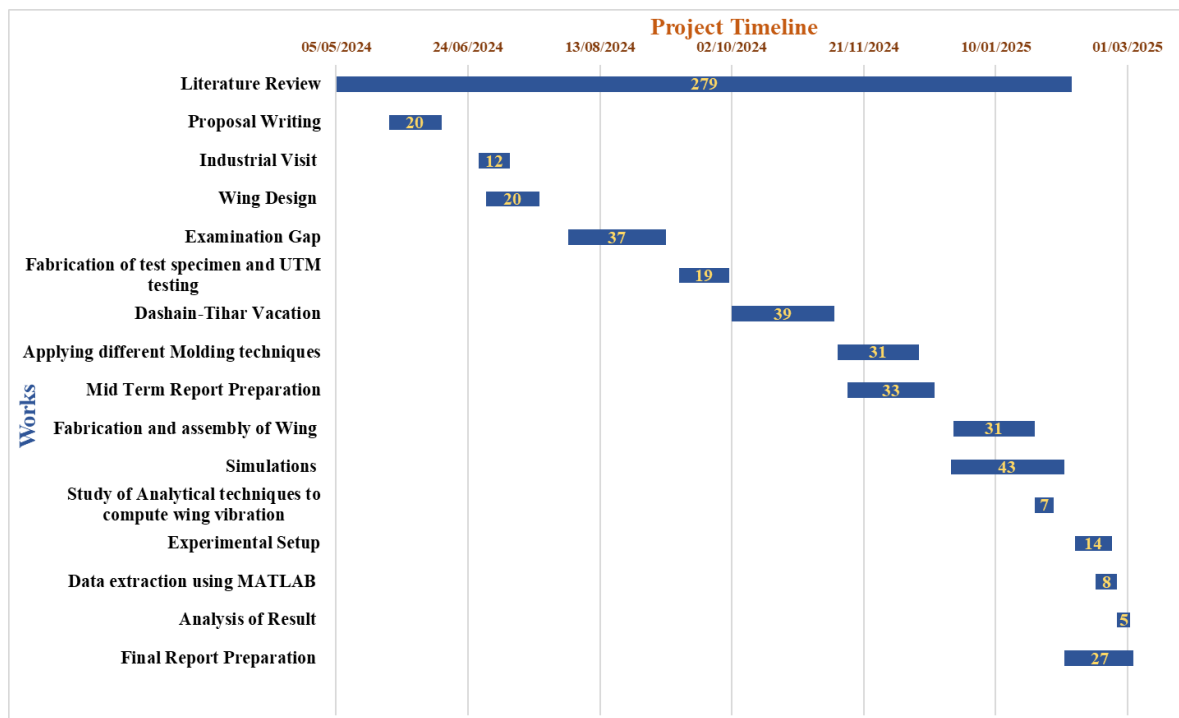 Project Timeline
05/05/2024 24/06/2024 13/08/2024 02/10/2024 21/11/2024 10/01/2025 01/03/2025
Works
Literature Review 279
Proposal Writing 20
Industrial Visit 12
Wing Design 20
Examination Gap 37
Fabrication of test specimen and UTM
testing 19
Dashain-Tihar Vacation 39
Applying different Molding techniques 31
Mid Term Report Preparation 33
Fabrication and assembly of Wing 31
Simulations 43
Study of Analytical techniques to
compute wing vibration 7
Experimental Setup 14
Data extraction using MATLAB 8
Analysis of Result 5
Final Report Preparation 27